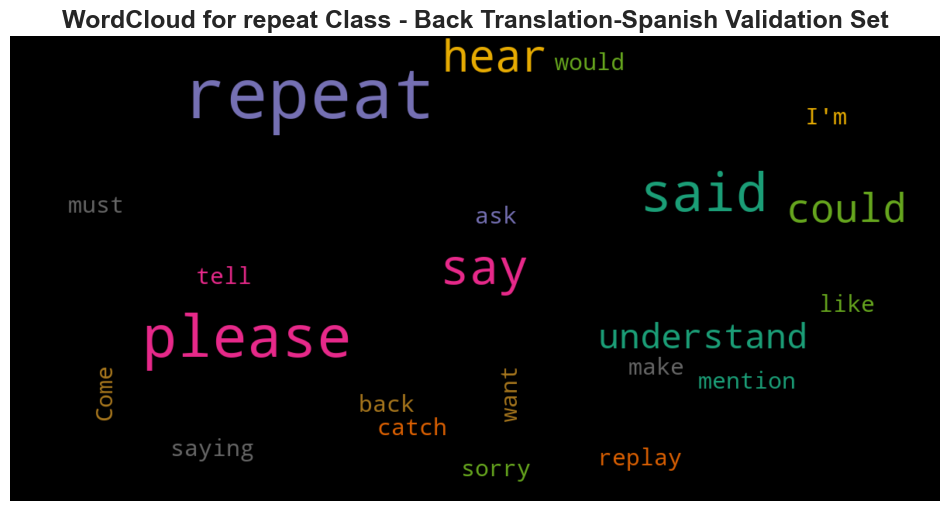 WordCloud for repeat Class - Back Translation-Spanish Validation Set
hear
would
repeat
I'm
said
must
could
ask
say
tell
like
please
understand
make
mention
Come
want
back
catch
saying
replay
sorry